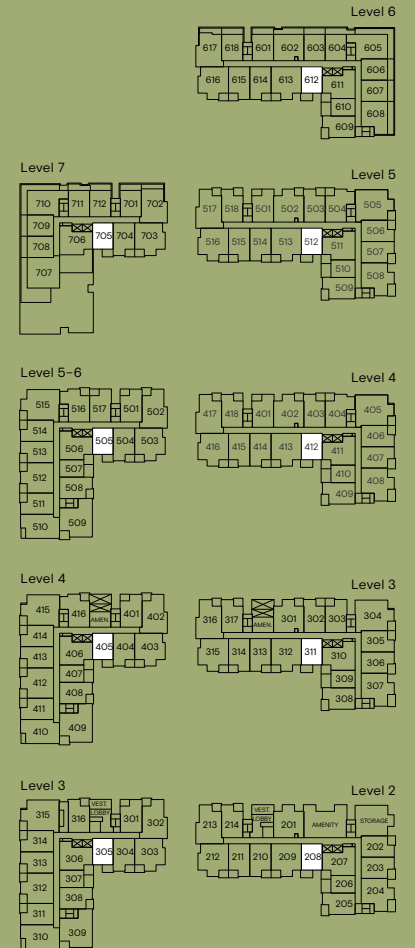 Level 6
617 618 601 602 603 604 605
606
616 615 614 613 612 611
607
610
608
609
Level 7
710 711 712 701 702
709
708 706 705 704 703
707
Level 5
517 518 501 502 503 504 505
506
516 515 514 513 512 511
507
510
508
509
Level 5-6
515 516 517 501 502
514
513 506 505 504 503
507
512 508
511
510 509
Level 4
417 418 401 402 403 404 405
406
416 415 414 413 412 411
407
410
408
409
Level 4
415 416 AMEN. 401 402
414
413 406 405 404 403
407
412 408
411
410 409
Level 3
316 317 AMEN. 301 302 303 304
305
315 314 313 312 311 310
306
309
307
308
Level 3
VEST.
LOBBY
315 316 301 302
314
313 306 305 304 303
307
312 308
311
310 309
Level 2
VEST.
LOBBY
213 214 201 AMENITY STORAGE
202
212 211 210 209 208 207
203
206
204
205